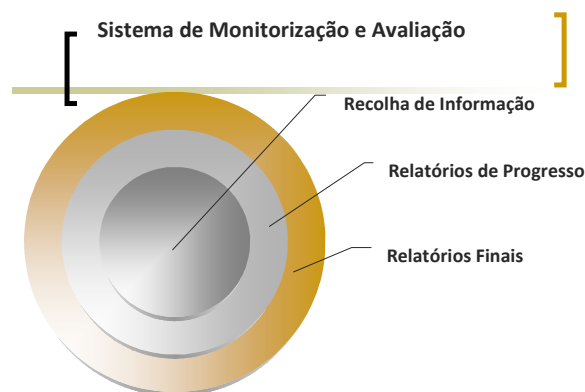 Sistema de Monitorização e Avaliação
Recolha de Informação
Relatórios de Progresso
Relatórios Finais